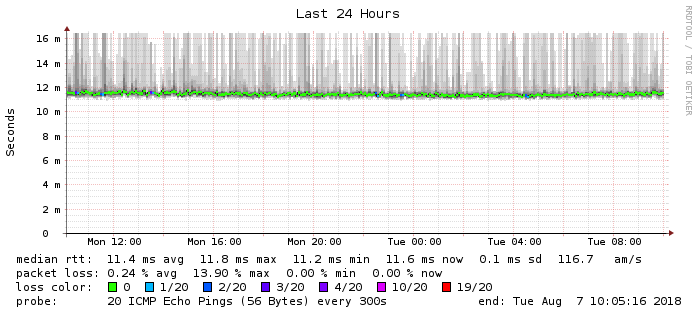 Last 24 Hours
RRDTOOL / TOBI OETIKER
Seconds
16 m
14 m
12 m
10 m
8 m
6 m
4 m
2 m
0
Mon 12:00 Mon 16:00 Mon 20:00 Tue 00:00 Tue 04:00 Tue 08:00
median rtt: 11.4 ms avg 11.8 ms max 11.2 ms min 11.6 ms now 0.1 ms sd 116.7 am/s
packet loss: 0.24 % avg 13.90 % max 0.00 % min 0.00 % now
loss color: 0 1/20 2/20 3/20 4/20 10/20 19/20
probe: 20 ICMP Echo Pings (56 Bytes) every 300s end: Tue Aug 7 10:05:16 2018